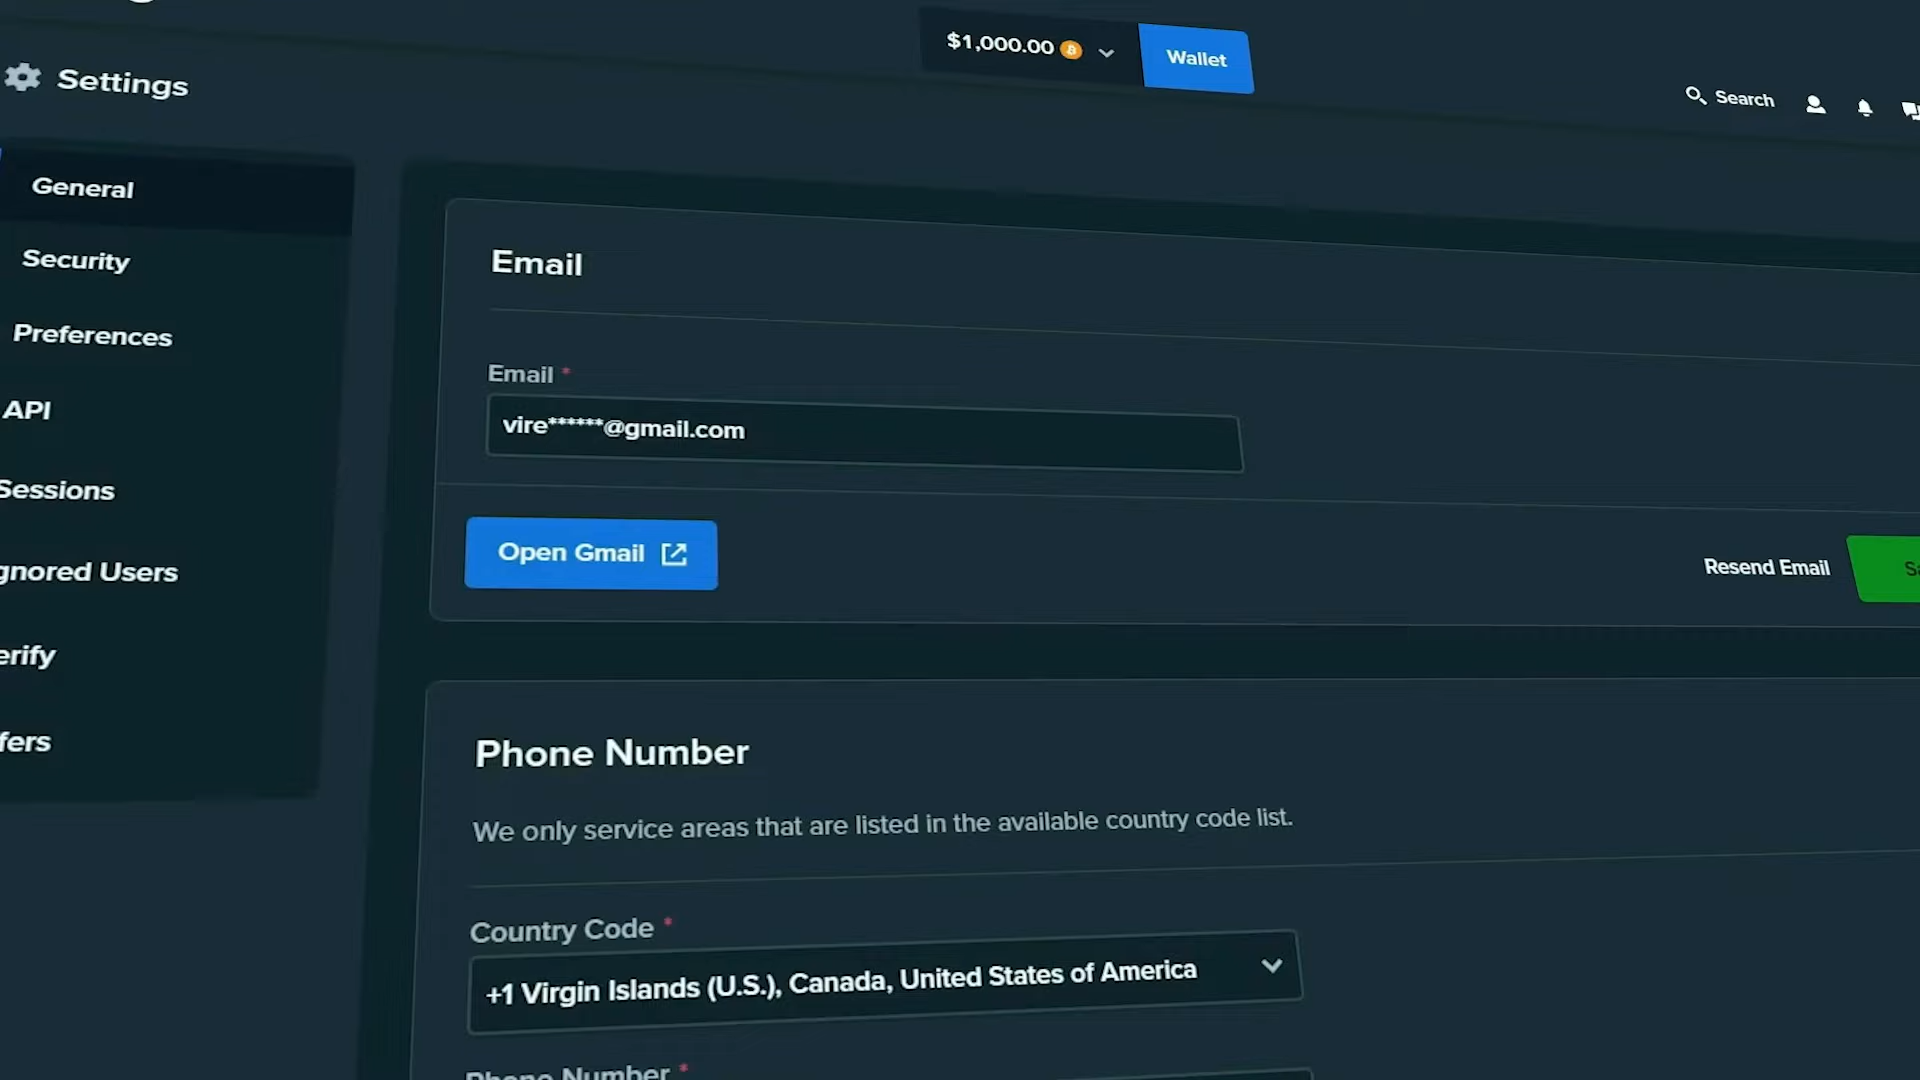 $1,000.00
Wallet
Search
Settings
General
Security
Preferences
API
Sessions
gnored Users
erify
fers
Email
Email *
vire******@gmail.com
Open Gmail
Resend Email
Phone Number
We only service areas that are listed in the available country code list.
Country Code *
+1 Virgin Islands (U.S.), Canada, United States of America
Phone Number *